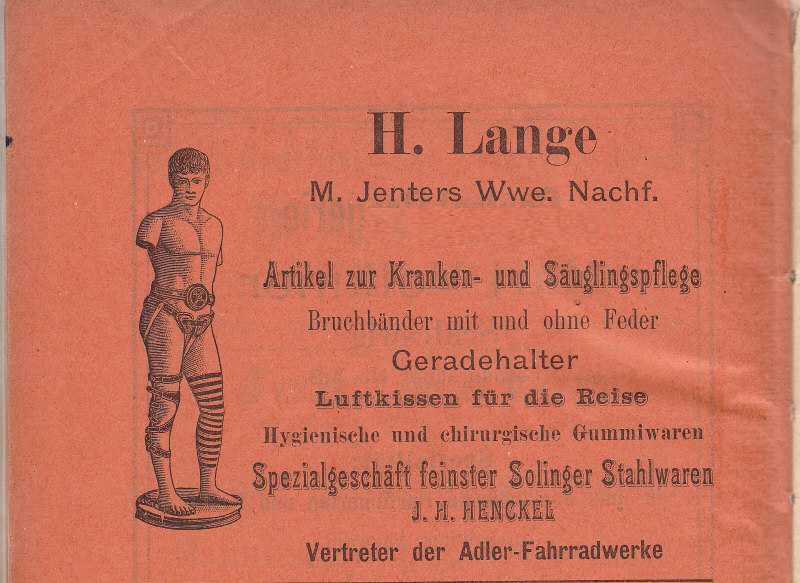 H. Lange
M. Jenters Wwe. Nachf.
Artikel zur Kranken- und Säuglingspflege
Bruchbänder mit und ohne Feder
Geradehalter
Luftkissen für die Reise
Hygienische und chirurgische Gummiwaren
Spezialgeschäft feinster Solinger Stahlwaren
J. H. HENCKEL
Vertreter der Adler-Fahrradwerke